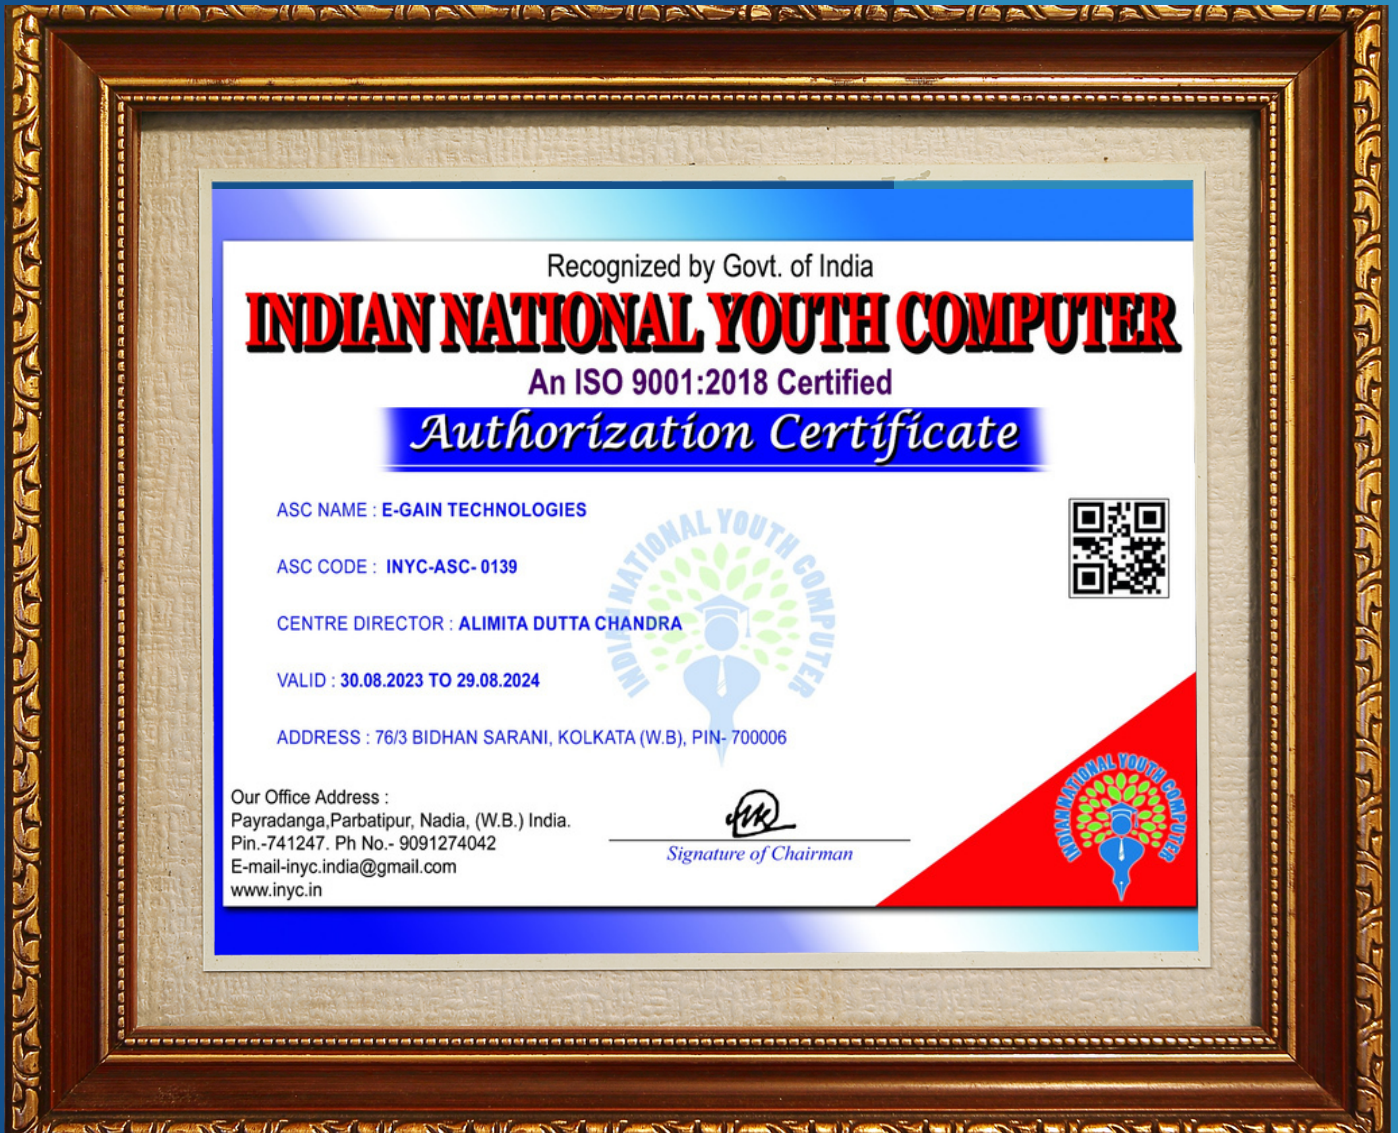 Recognized by Govt. of India
INDIAN NATIONAL YOUTH COMPUTER
An ISO 9001:2018 Certified
Authorization Certificate
ASC NAME : E-GAIN TECHNOLOGIES
ASC CODE : INYC-ASC- 0139
CENTRE DIRECTOR : ALIMITA DUTTA CHANDRA
VALID : 30.08.2023 TO 29.08.2024
ADDRESS : 76/3 BIDHAN SARANI, KOLKATA (W.B), PIN- 700006
INDIAN NATIONAL YOUTH COMPUTER
Our Office Address :
Payradanga,Parbatipur, Nadia, (W.B.) India.
Pin.-741247. Ph No.- 9091274042
E-mail-inyc.india@gmail.com
www.inyc.in
Signature of Chairman
INDIAN NATIONAL YOUTH COMPUTER